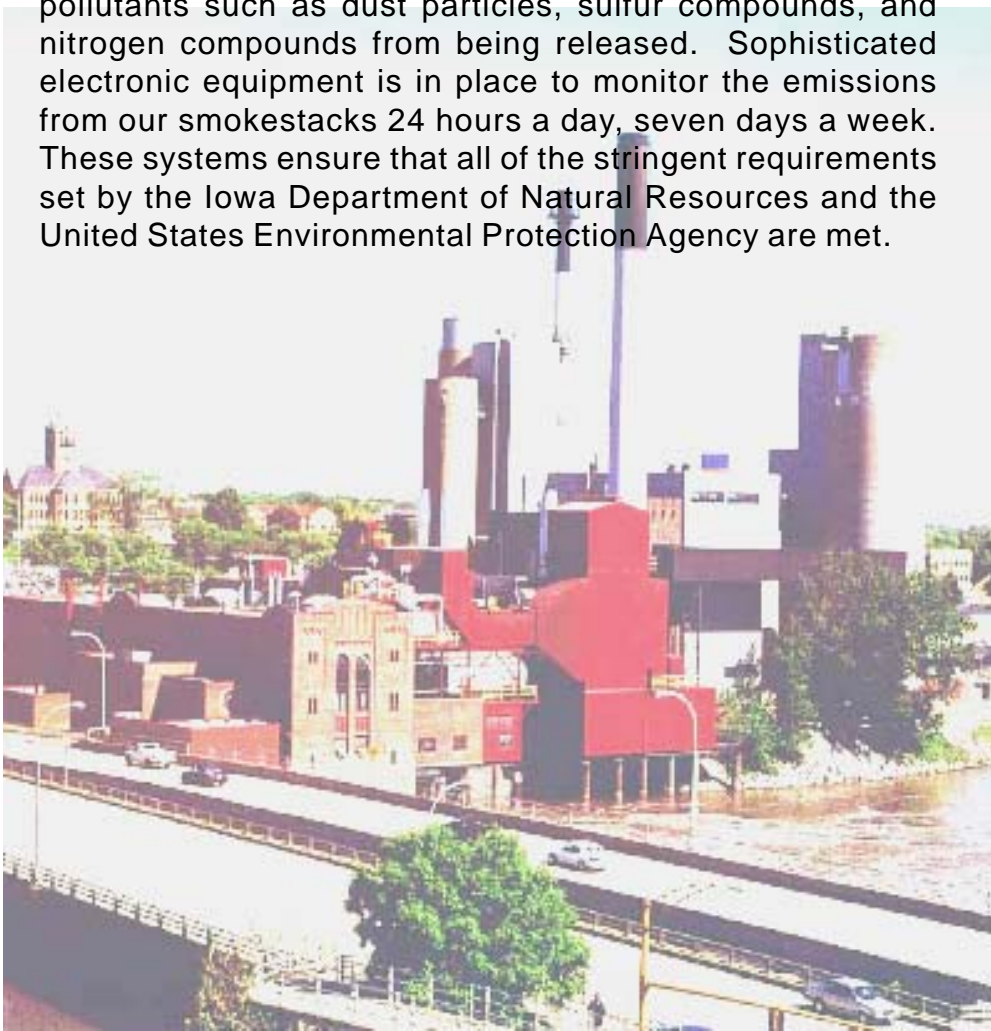 pollutants such as dust particles, sulfur compounds, and
nitrogen compounds from being released. Sophisticated
electronic equipment is in place to monitor the emissions
from our smokestacks 24 hours a day, seven days a week.
These systems ensure that all of the stringent requirements
set by the Iowa Department of Natural Resources and the
United States Environmental Protection Agency are met.